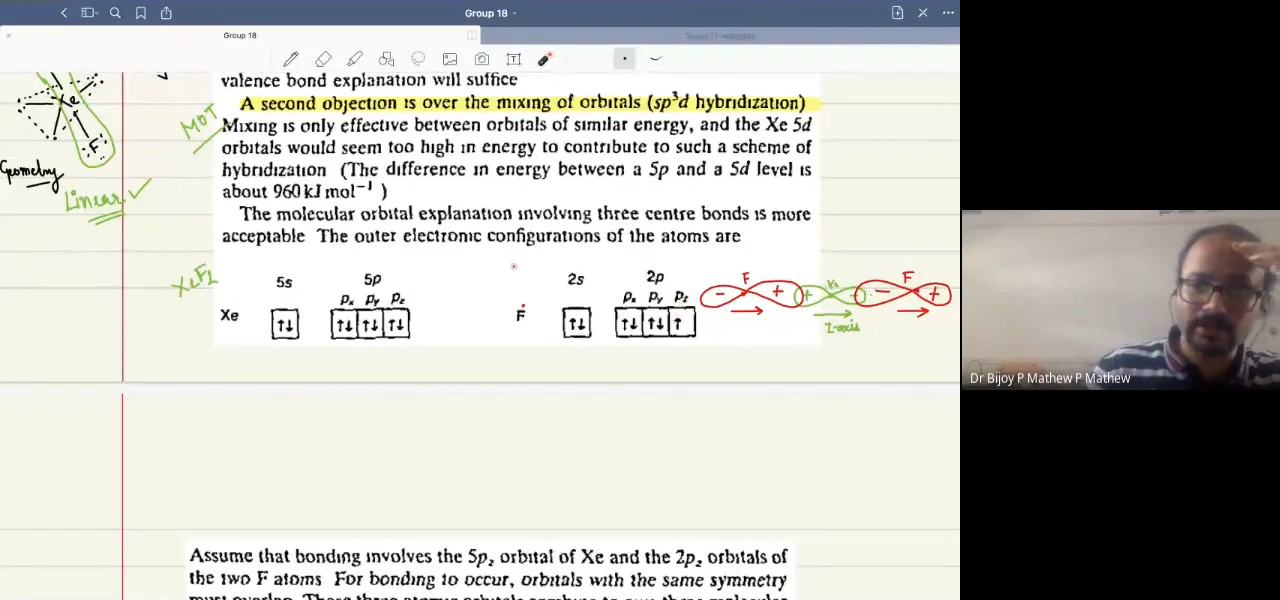 Group 18
Group 18
T
valence bond explanation will suffice
A second objection is over the mixing of orbitals (sp³d hybridization)
Mixing is only effective between orbitals of similar energy, and the Xe 5d
orbitals would seem too high in energy to contribute to such a scheme of
hybridization (The difference in energy between a 5p and a 5d level is
about 960 kJ mol⁻¹ )
The molecular orbital explanation involving three centre bonds is more
acceptable The outer electronic configurations of the atoms are
Xe
F
Geometry
Linear ✓
MOT
XeF2
5s 5p
px py pz
Xe ↑↓ ↑↓ ↑↓ ↑↓
2s 2p
px py pz
F ↑↓ ↑↓ ↑↓ ↑
F Xe F
- + + - +
Z-axis
Dr Bijoy P Mathew P Mathew
Assume that bonding involves the 5pz orbital of Xe and the 2pz orbitals of
the two F atoms For bonding to occur, orbitals with the same symmetry